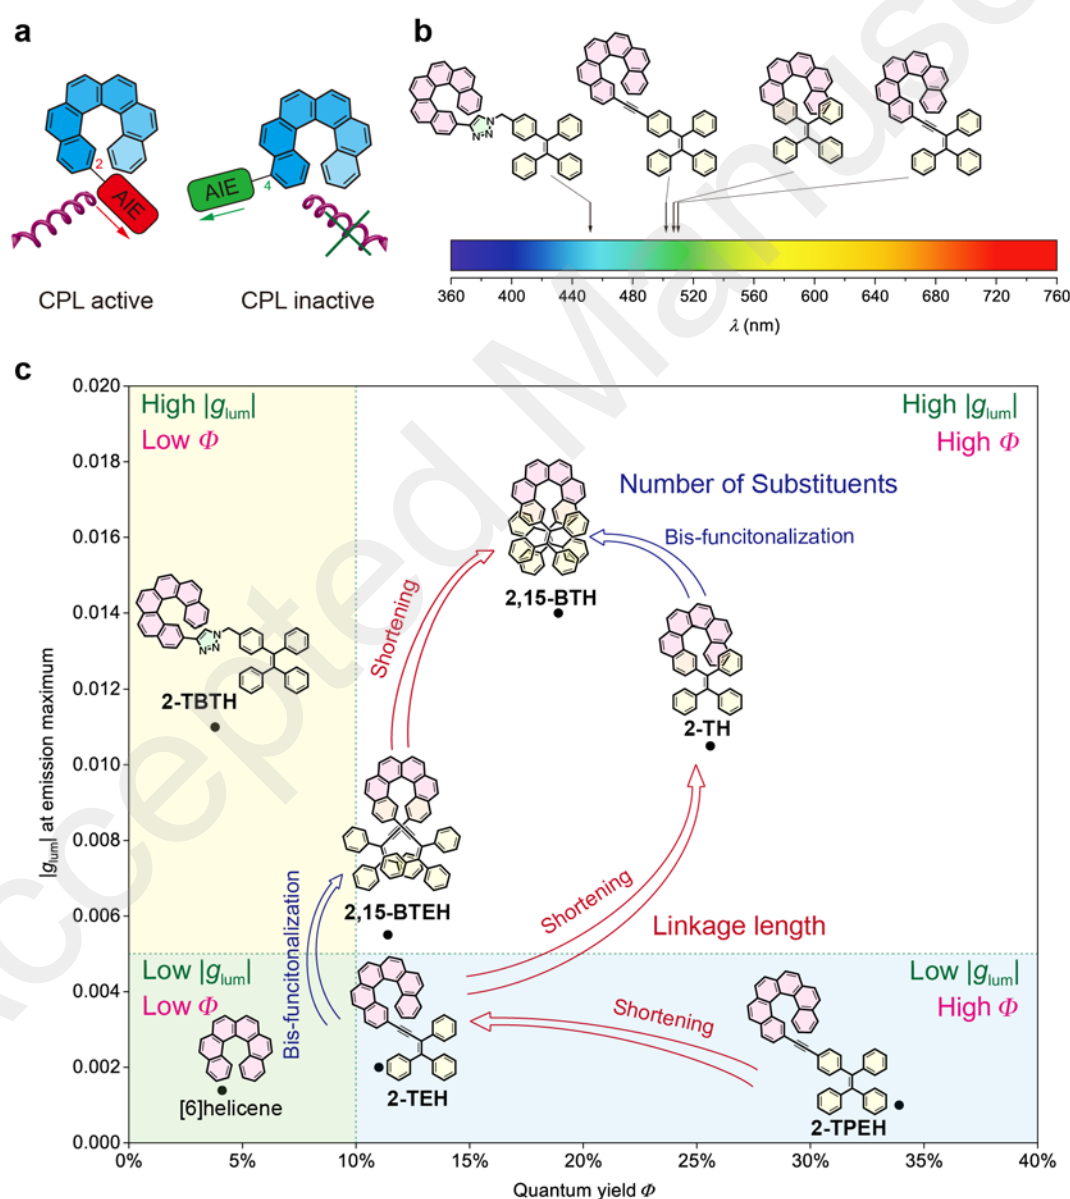 a
2
AIE
AIE
4
CPL active
CPL inactive
b
N
N=N
360 400 440 480 520 560 600 640 680 720 760
λ (nm)
c
0.020
0.018
0.016
0.014
0.012
0.010
0.008
0.006
0.004
0.002
0.000
|glum| at emission maximum
High |glum|
Low Φ
High |glum|
High Φ
Number of Substituents
Bis-funcitonalization
Shortening
2,15-BTH
2-TH
N
N=N
2-TBTH
2,15-BTEH
Shortening
Linkage length
Bis-funcitonalization
Low |glum|
Low Φ
Low |glum|
High Φ
Shortening
[6]helicene
2-TEH
2-TPEH
0% 5% 10% 15% 20% 25% 30% 35% 40%
Quantum yield Φ
Accepted Manus